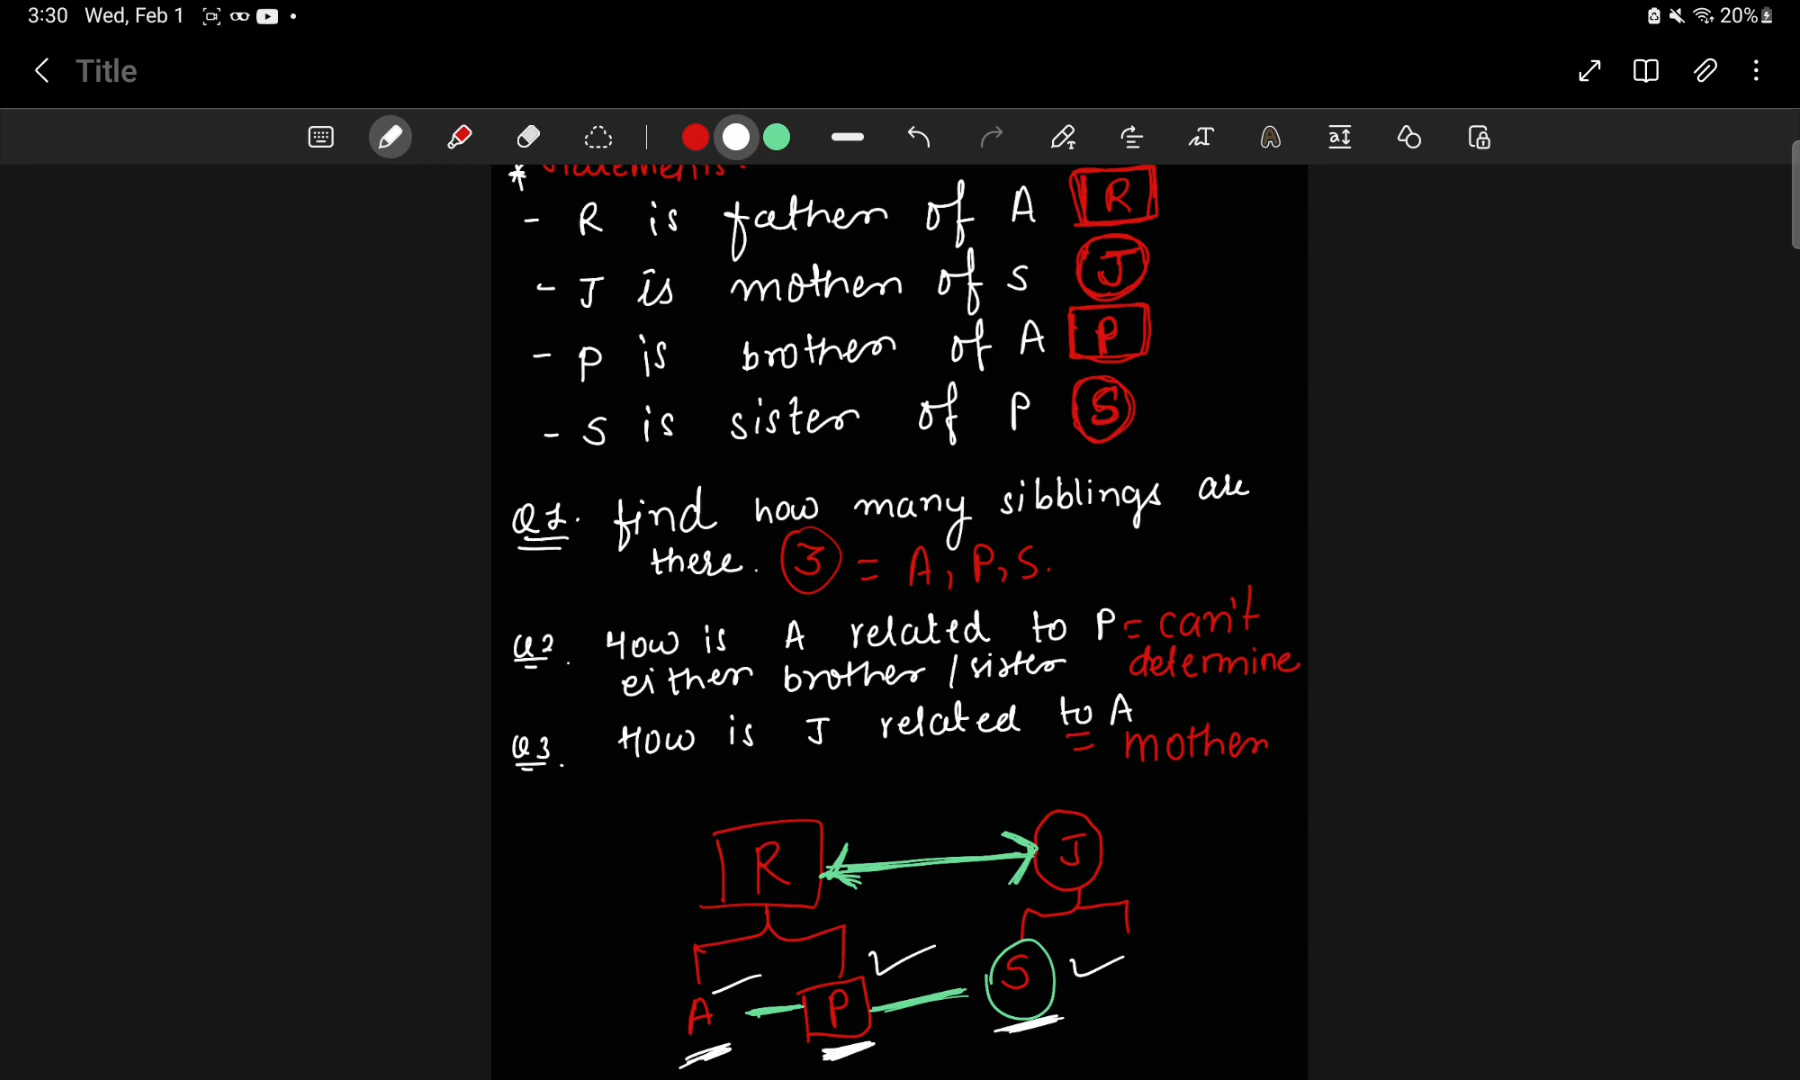 3:30 Wed, Feb 1
20%
Title
* Statements:
- R is father of A R
- J is mother of S J
- P is brother of A P
- S is sister of P S
Q1. find how many sibblings are
there. 3 = A, P, S.
Q2. How is A related to P = can't
either brother / sister determine
Q3. How is J related to A
= mother
R J
A P S